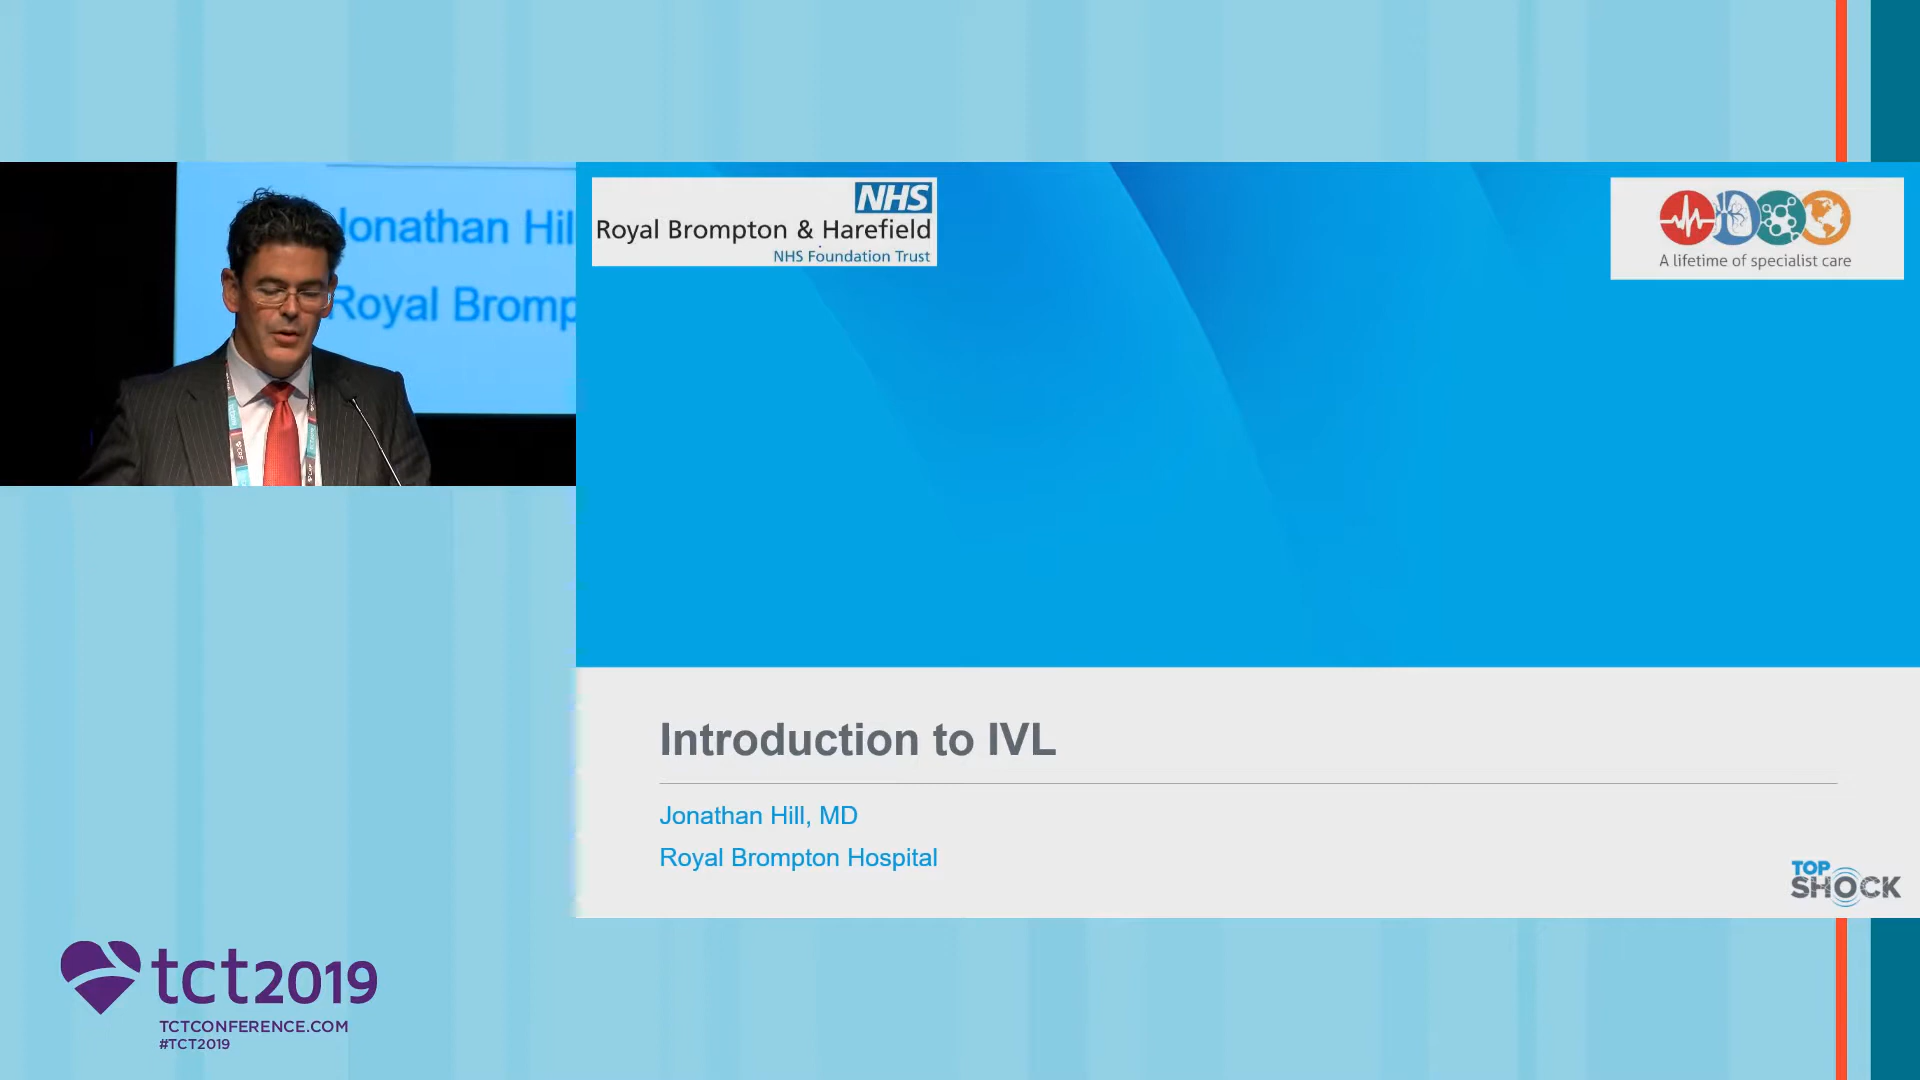 Jonathan Hil
Royal Bromp
NHS
Royal Brompton & Harefield
NHS Foundation Trust
A lifetime of specialist care
Introduction to IVL
Jonathan Hill, MD
Royal Brompton Hospital
TOP
SHOCK
tct2019
TCTCONFERENCE.COM
#TCT2019